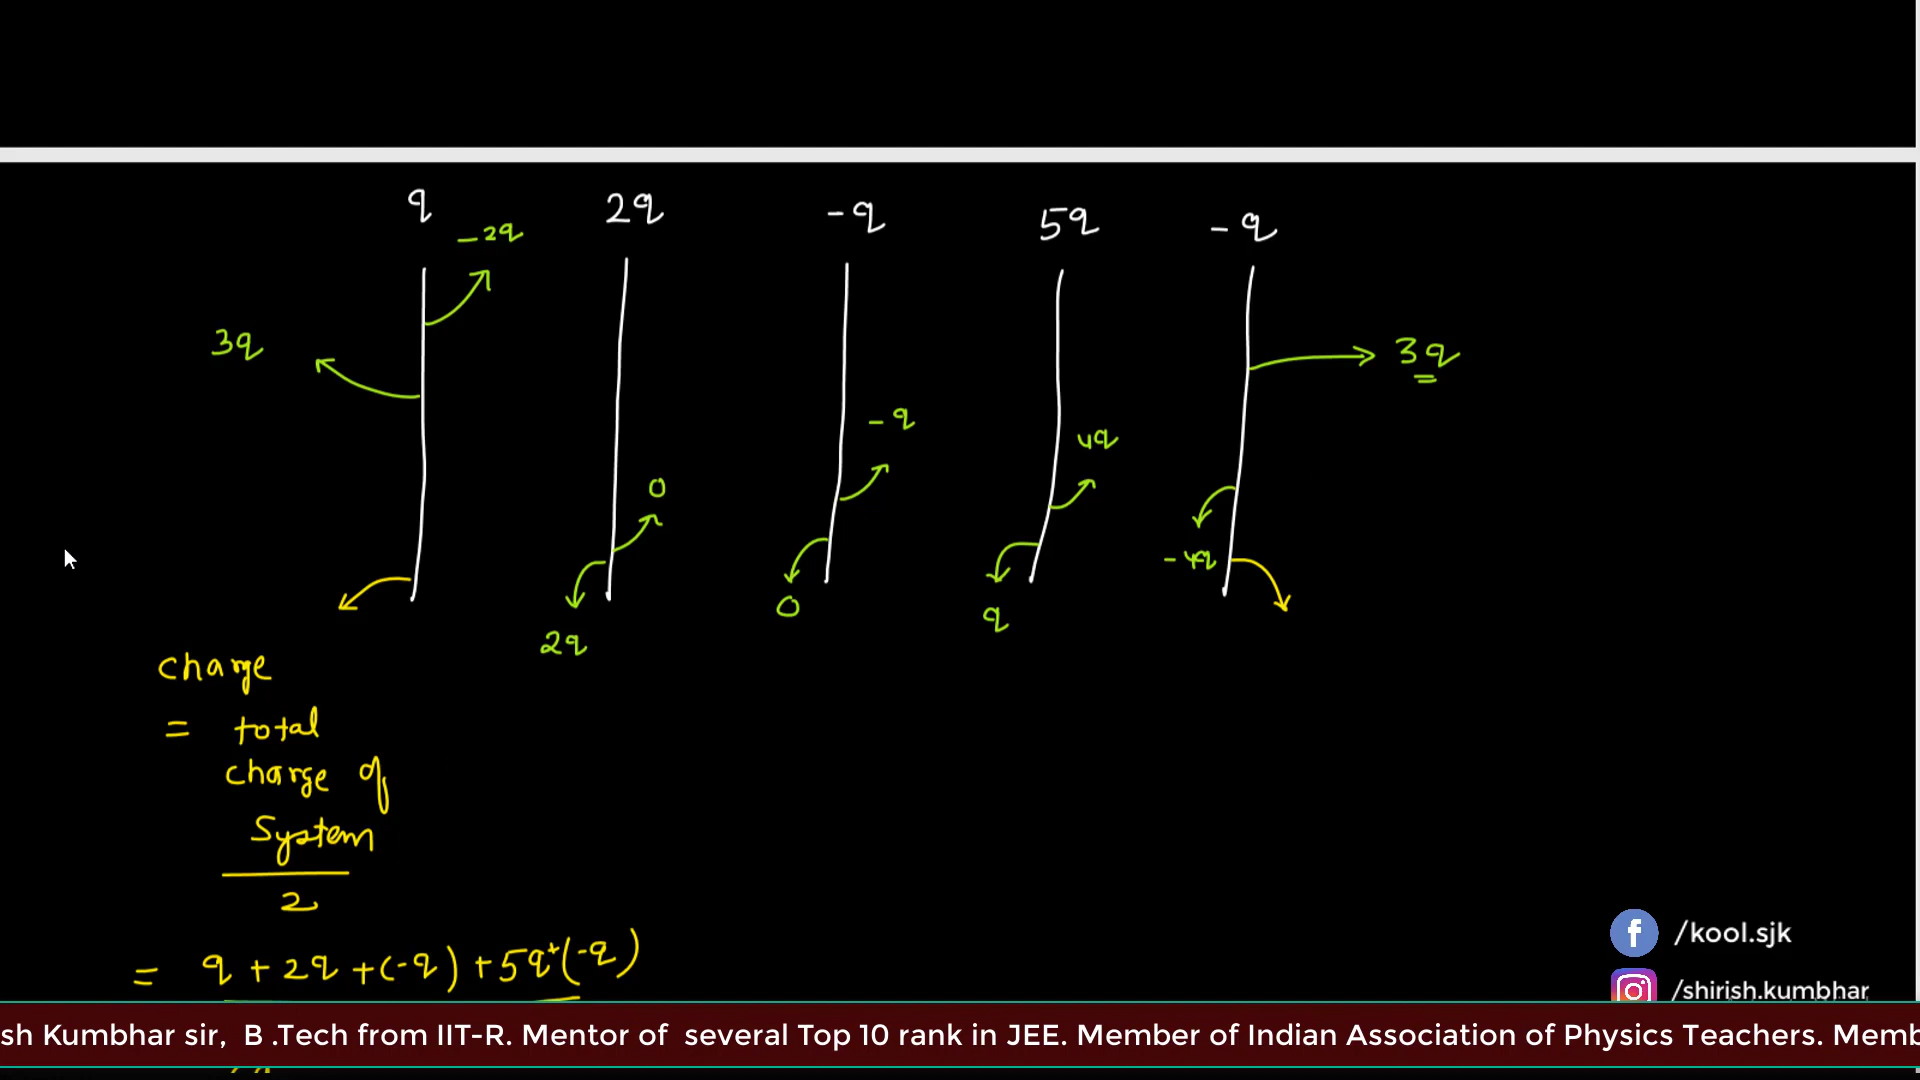 q 2q -q 5q -q
-2q
3q 3q
-q 4q
0
-4q
0 q
2q
charge
= total
charge of
System
2
= q + 2q + (-q) + 5q + (-q)
/kool.sjk
/shirish.kumbhar
sh Kumbhar sir, B .Tech from IIT-R. Mentor of several Top 10 rank in JEE. Member of Indian Association of Physics Teachers. Memb